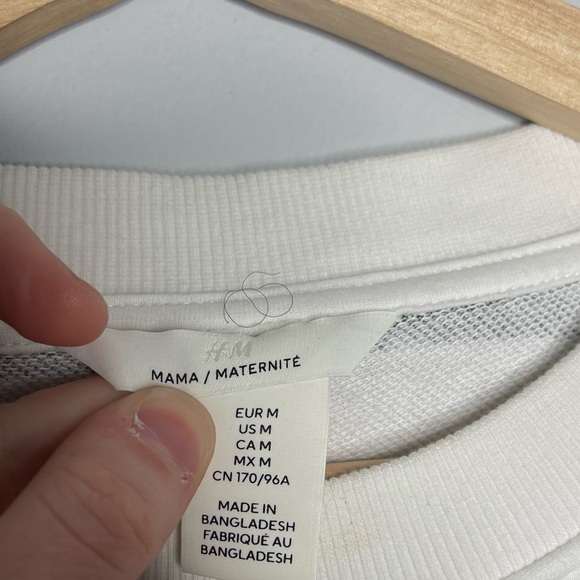 H&M
MAMA / MATERNITÉ
EUR M
US M
CA M
MX M
CN 170/96A
MADE IN
BANGLADESH
FABRIQUÉ AU
BANGLADESH